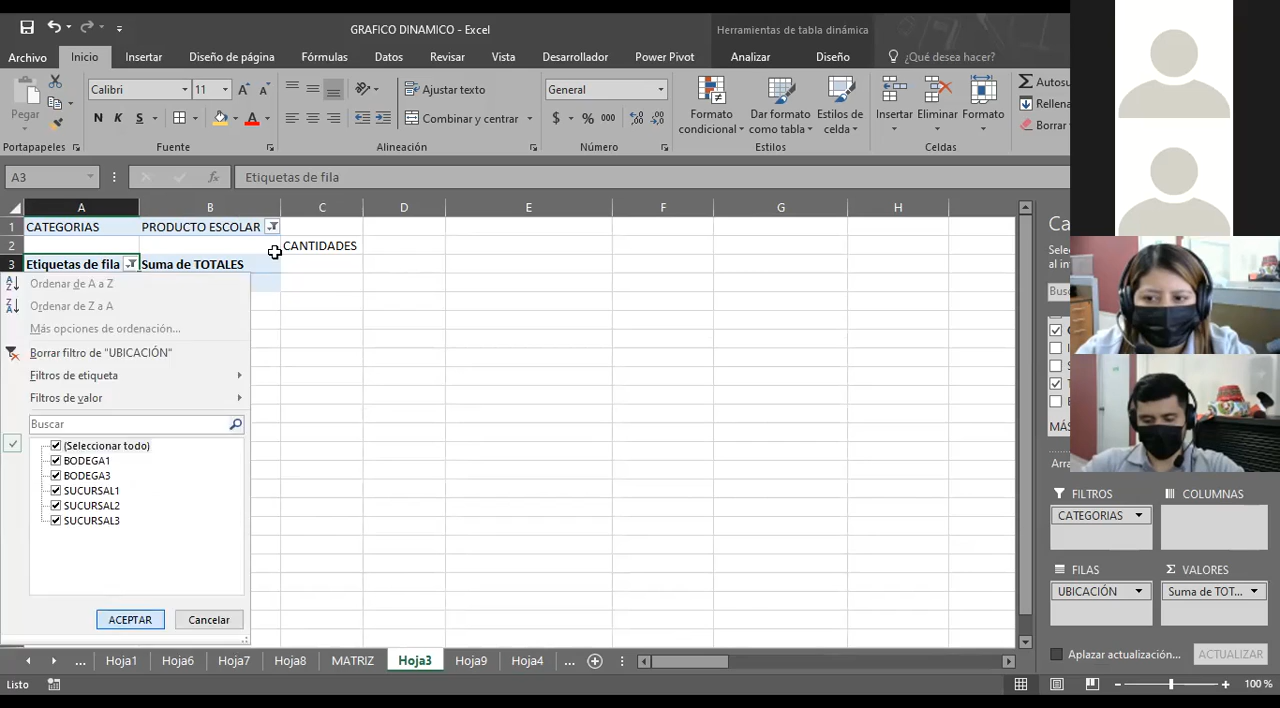 GRAFICO DINAMICO - Excel
Herramientas de tabla dinámica
Archivo Inicio Insertar Diseño de página Fórmulas Datos Revisar Vista Desarrollador Power Pivot Analizar Diseño ¿Qué desea hacer?
Calibri 11 Ajustar texto General
Pegar N K S Combinar y centrar $ % 000
Formato condicional Dar formato como tabla Estilos de celda Insertar Eliminar Formato
Portapapeles Fuente Alineación Número Estilos Celdas
A3 fx Etiquetas de fila
A B C D E F G H
1 CATEGORIAS PRODUCTO ESCOLAR
2 CANTIDADES
3 Etiquetas de fila Suma de TOTALES
Ordenar de A a Z
Ordenar de Z a A
Más opciones de ordenación...
Borrar filtro de "UBICACIÓN"
Filtros de etiqueta
Filtros de valor
Buscar
(Seleccionar todo)
BODEGA1
BODEGA3
SUCURSAL1
SUCURSAL2
SUCURSAL3
ACEPTAR Cancelar
FILTROS COLUMNAS
CATEGORIAS
FILAS Σ VALORES
UBICACIÓN Suma de TOT...
Aplazar actualización... ACTUALIZAR
... Hoja1 Hoja6 Hoja7 Hoja8 MATRIZ Hoja3 Hoja9 Hoja4 ...
Listo 100 %